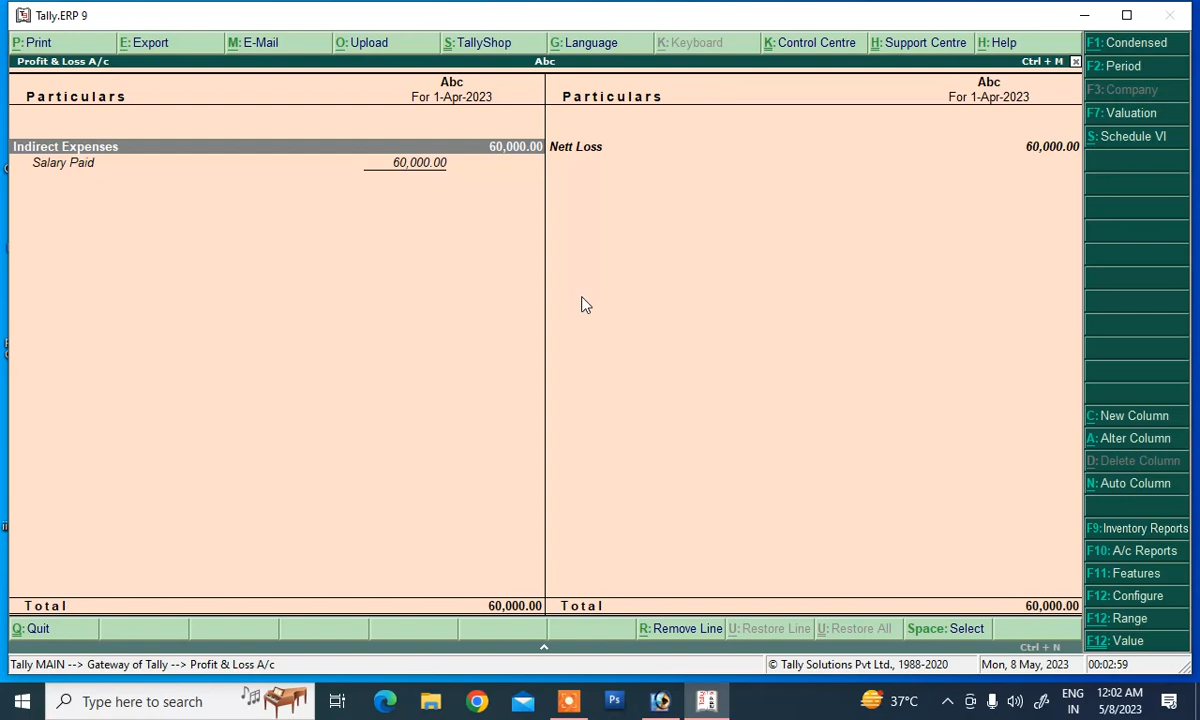 Tally.ERP 9
P: Print E: Export M: E-Mail O: Upload S: TallyShop G: Language K: Keyboard K: Control Centre H: Support Centre H: Help
Profit & Loss A/c Abc Ctrl + M x
Particulars Abc For 1-Apr-2023
Particulars Abc For 1-Apr-2023
Indirect Expenses 60,000.00 Nett Loss 60,000.00
Salary Paid 60,000.00
Total 60,000.00 Total 60,000.00
F1: Condensed
F2: Period
F3: Company
F7: Valuation
S: Schedule VI
C: New Column
A: Alter Column
D: Delete Column
N: Auto Column
F9: Inventory Reports
F10: A/c Reports
F11: Features
F12: Configure
F12: Range
F12: Value
Q: Quit R: Remove Line U: Restore Line U: Restore All Space: Select
Ctrl + N
Tally MAIN --> Gateway of Tally --> Profit & Loss A/c © Tally Solutions Pvt Ltd., 1988-2020 Mon, 8 May, 2023 00:02:59
Type here to search Ps 37°C ENG IN 12:02 AM 5/8/2023